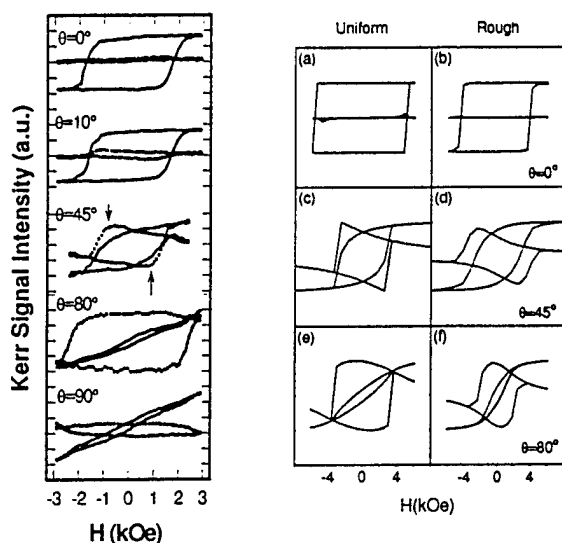 Kerr Signal Intensity (a.u.)
θ=0°
θ=10°
θ=45°
θ=80°
θ=90°
-3 -2 -1 0 1 2 3
H (kOe)
Uniform Rough
(a) (b)
θ=0°
(c) (d)
θ=45°
(e) (f)
θ=80°
-4 0 4 -4 0 4
H(kOe)